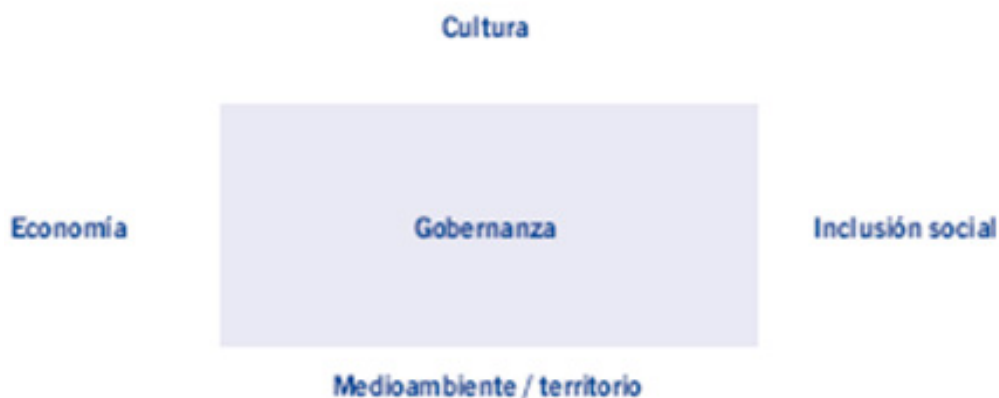 Cultura
Economía
Gobernanza
Inclusión social
Medioambiente / territorio